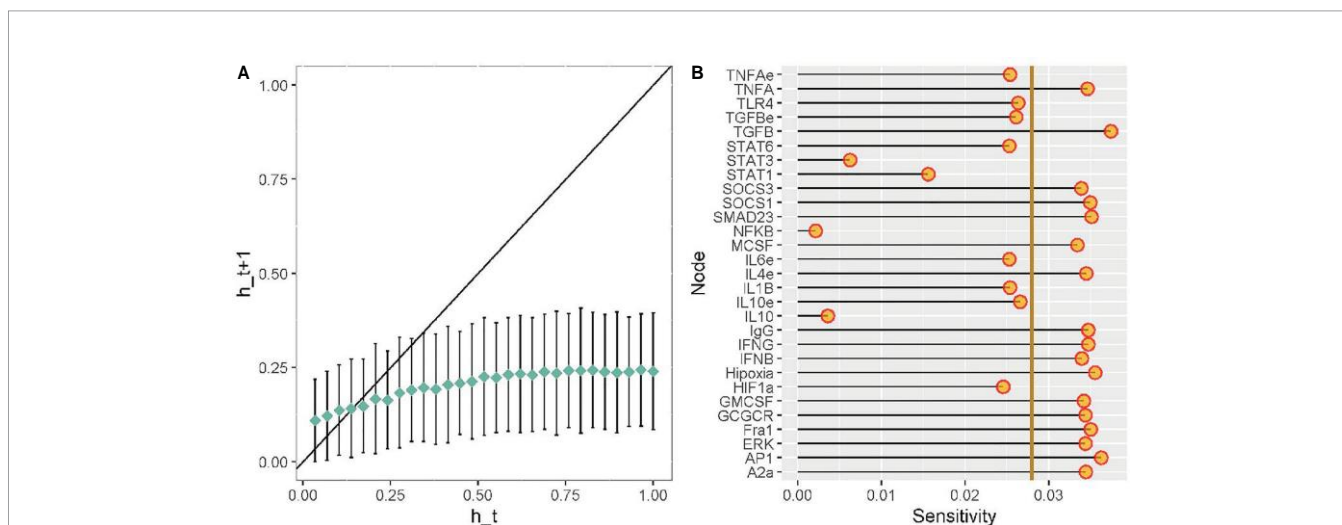 A
1.00
0.75
0.50
0.25
0.00
h_t+1
0.00
0.25
0.50
0.75
1.00
h_t
B
TNFAe
TNFA
TLR4
TGFBe
TGFB
STAT6
STAT3
STAT1
SOCS3
SOCS1
SMAD23
NFKB
MCSF
IL6e
IL4e
IL1B
IL10e
IL10
IgG
IFNG
IFNB
Hipoxia
HIF1a
GMCSF
GCGCR
Fra1
ERK
AP1
A2a
Node
0.00
0.01
0.02
0.03
Sensitivity